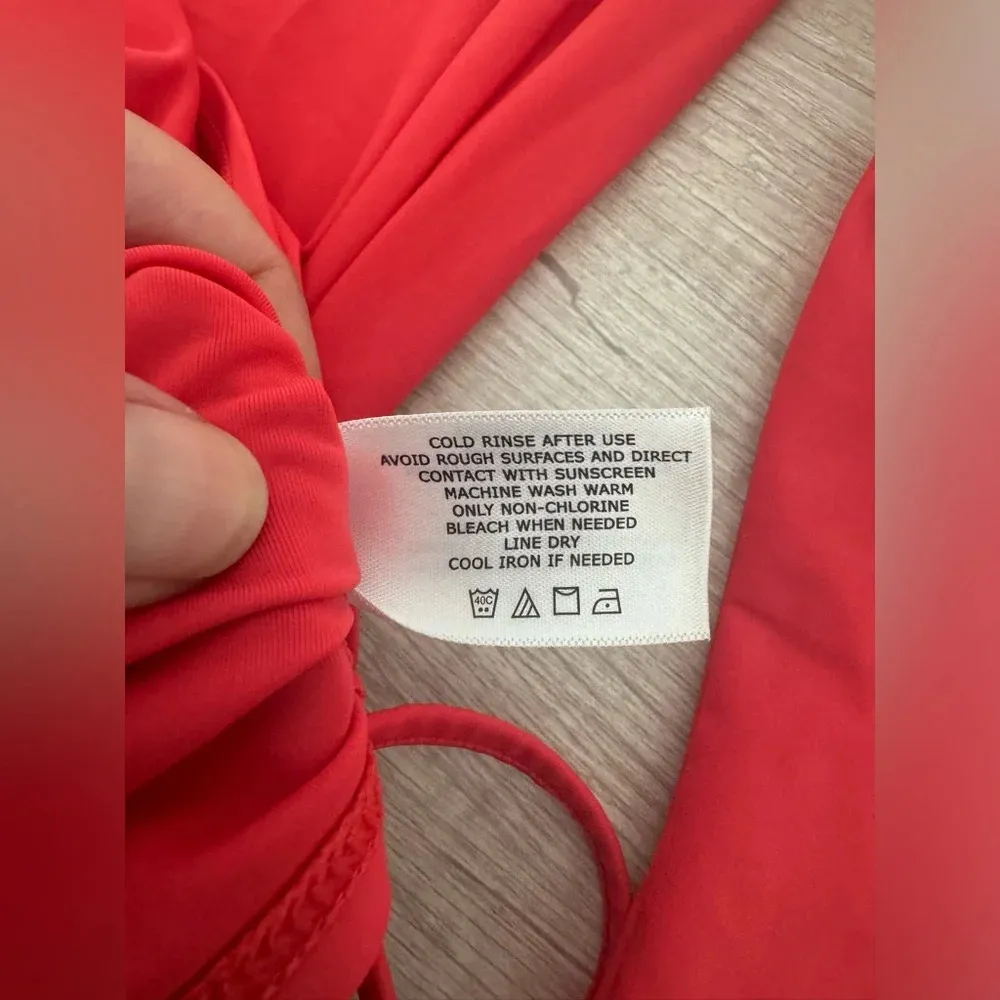 COLD RINSE AFTER USE
AVOID ROUGH SURFACES AND DIRECT
CONTACT WITH SUNSCREEN
MACHINE WASH WARM
ONLY NON-CHLORINE
BLEACH WHEN NEEDED
LINE DRY
COOL IRON IF NEEDED
40C